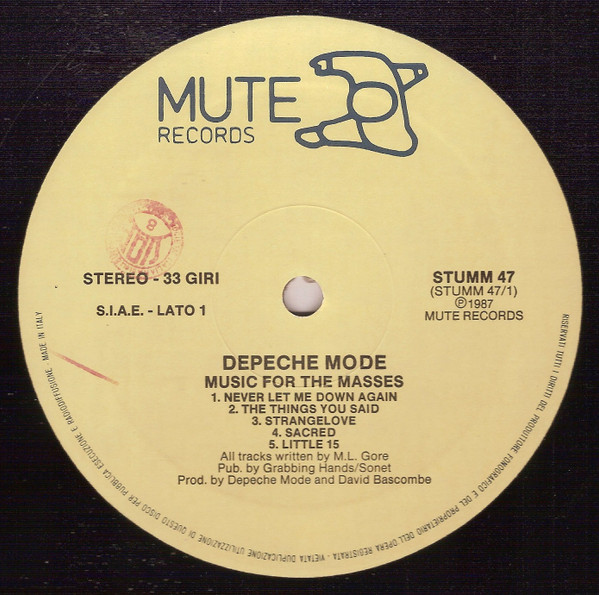 MUTE
RECORDS
8
STEREO - 33 GIRI
S.I.A.E. - LATO 1
STUMM 47
(STUMM 47/1)
Ⓟ1987
MUTE RECORDS
DEPECHE MODE
MUSIC FOR THE MASSES
1. NEVER LET ME DOWN AGAIN
2. THE THINGS YOU SAID
3. STRANGELOVE
4. SACRED
5. LITTLE 15
All tracks written by M.L. Gore
Pub. by Grabbing Hands/Sonet
Prod. by Depeche Mode and David Bascombe
RISERVATI TUTTI I DIRITTI DEL PRODUTTORE FONOGRAFICO E DEL PROPRIETARIO DELL'OPERA REGISTRATA - VIETATA DUPLICAZIONE UTILIZZAZIONE DI QUESTO DISCO PER PUBBLICA ESECUZIONE E RADIODIFFUSIONE. MADE IN ITALY